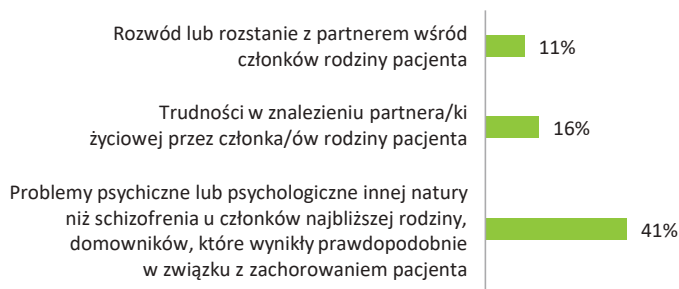 Rozwód lub rozstanie z partnerem wśród
członków rodziny pacjenta
11%
Trudności w znalezieniu partnera/ki
życiowej przez członka/ów rodziny pacjenta
16%
Problemy psychiczne lub psychologiczne innej natury
niż schizofrenia u członków najbliższej rodziny,
domowników, które wynikły prawdopodobnie
w związku z zachorowaniem pacjenta
41%